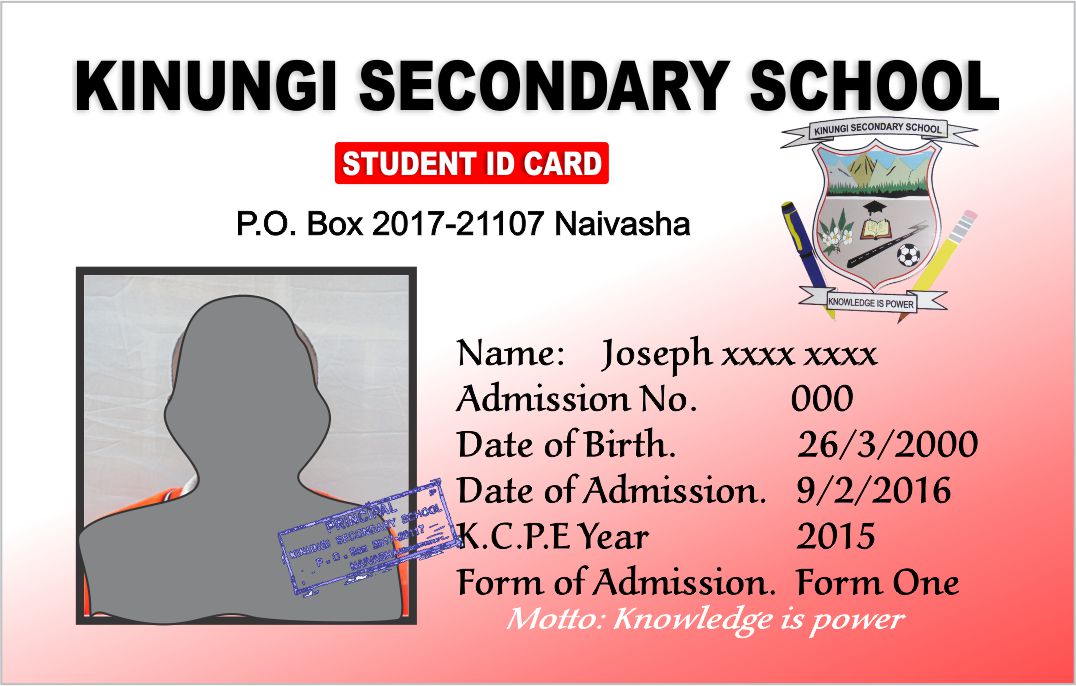 KINUNGI SECONDARY SCHOOL
KINUNGI SECONDARY SCHOOL
STUDENT ID CARD
P.O. Box 2017-21107 Naivasha
KNOWLEDGE IS POWER
Name: Joseph xxxx xxxx
Admission No. 000
Date of Birth. 26/3/2000
Date of Admission. 9/2/2016
K.C.P.E Year 2015
Form of Admission. Form One
PRINCIPAL
KINUNGI SECONDARY SCHOOL
P.O. Box 2017-21107
NAIVASHA
Motto: Knowledge is power